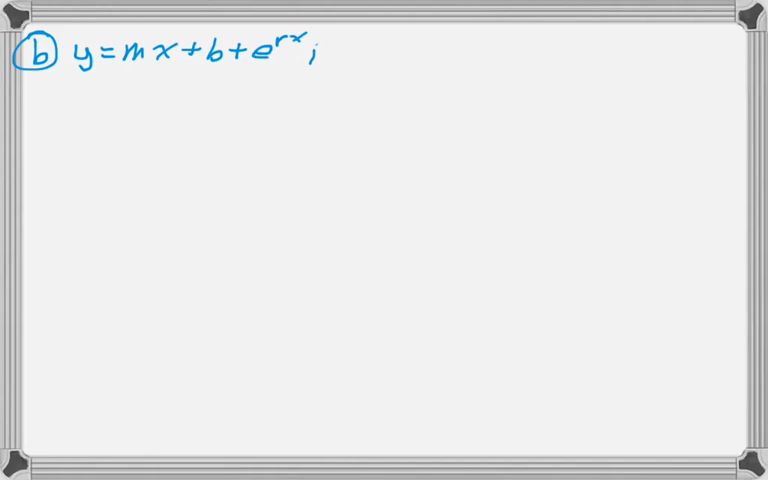 (b) y = mx + b + e^{rx} ;